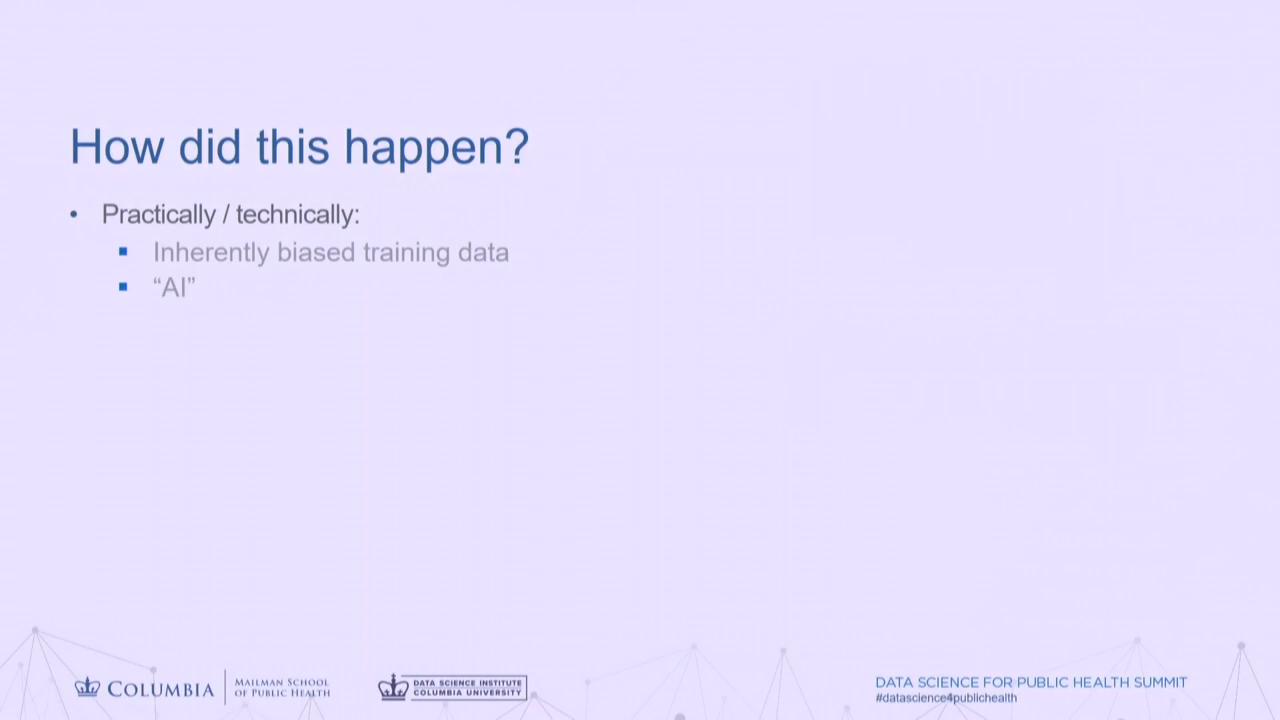 How did this happen?
• Practically / technically:
▪ Inherently biased training data
▪ “AI”
COLUMBIA
MAILMAN SCHOOL
OF PUBLIC HEALTH
DATA SCIENCE INSTITUTE
COLUMBIA UNIVERSITY
DATA SCIENCE FOR PUBLIC HEALTH SUMMIT
#datascience4publichealth